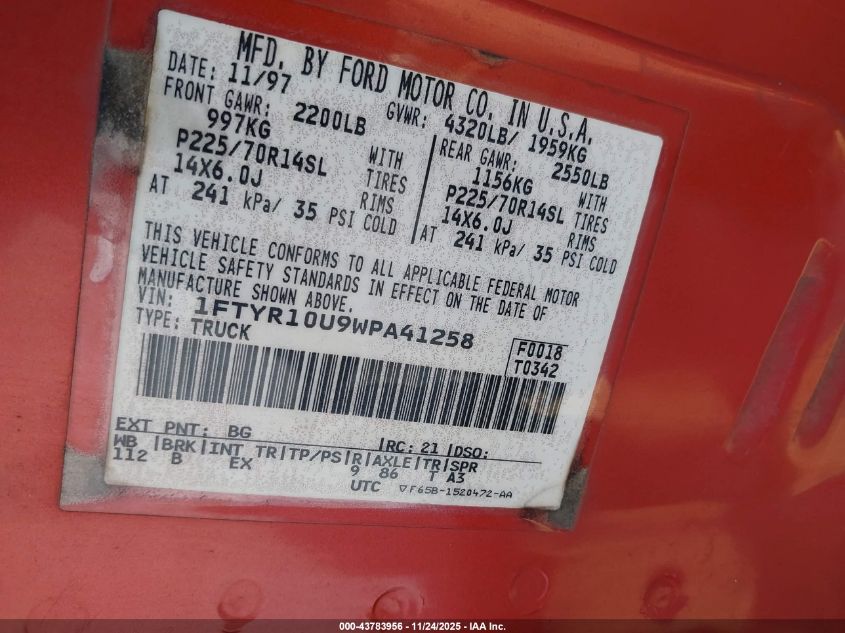 MFD. BY FORD MOTOR CO. IN U.S.A.
DATE: 11/97 GVWR: 4320LB/ 1959KG
FRONT GAWR: 2200LB REAR GAWR: 2550LB
997KG WITH 1156KG WITH
P225/70R14SL TIRES P225/70R14SL TIRES
14X6.0J RIMS 14X6.0J RIMS
AT 241 kPa/ 35 PSI COLD AT 241 kPa/ 35 PSI COLD
THIS VEHICLE CONFORMS TO ALL APPLICABLE FEDERAL MOTOR
VEHICLE SAFETY STANDARDS IN EFFECT ON THE DATE OF
MANUFACTURE SHOWN ABOVE.
VIN: 1FTYR10U9WPA41258
TYPE: TRUCK
F0018
T0342
EXT PNT: BG RC: 21 DSO:
WB BRK INT TR TP/PS R AXLE TR SPR
112 B EX 9 86 T A3
UTC ▽F65B-1520472-AA
000-43783956 - 11/24/2025 - IAA Inc.